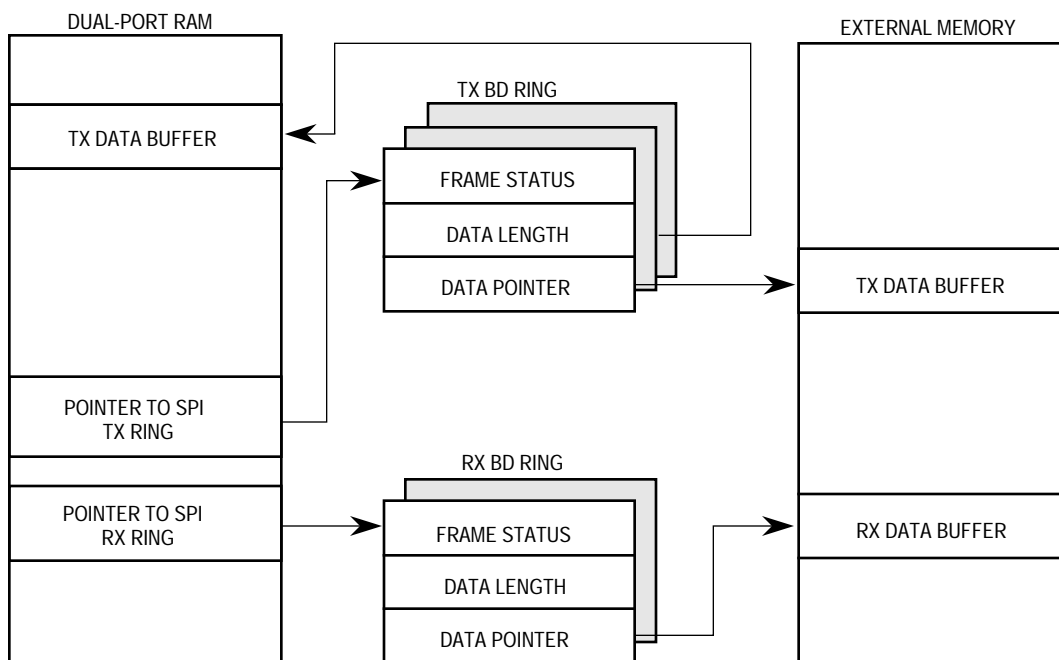 DUAL-PORT RAM
EXTERNAL MEMORY
TX BD RING
TX DATA BUFFER
FRAME STATUS
DATA LENGTH
DATA POINTER
TX DATA BUFFER
POINTER TO SPI
TX RING
RX BD RING
POINTER TO SPI
RX RING
FRAME STATUS
RX DATA BUFFER
DATA LENGTH
DATA POINTER